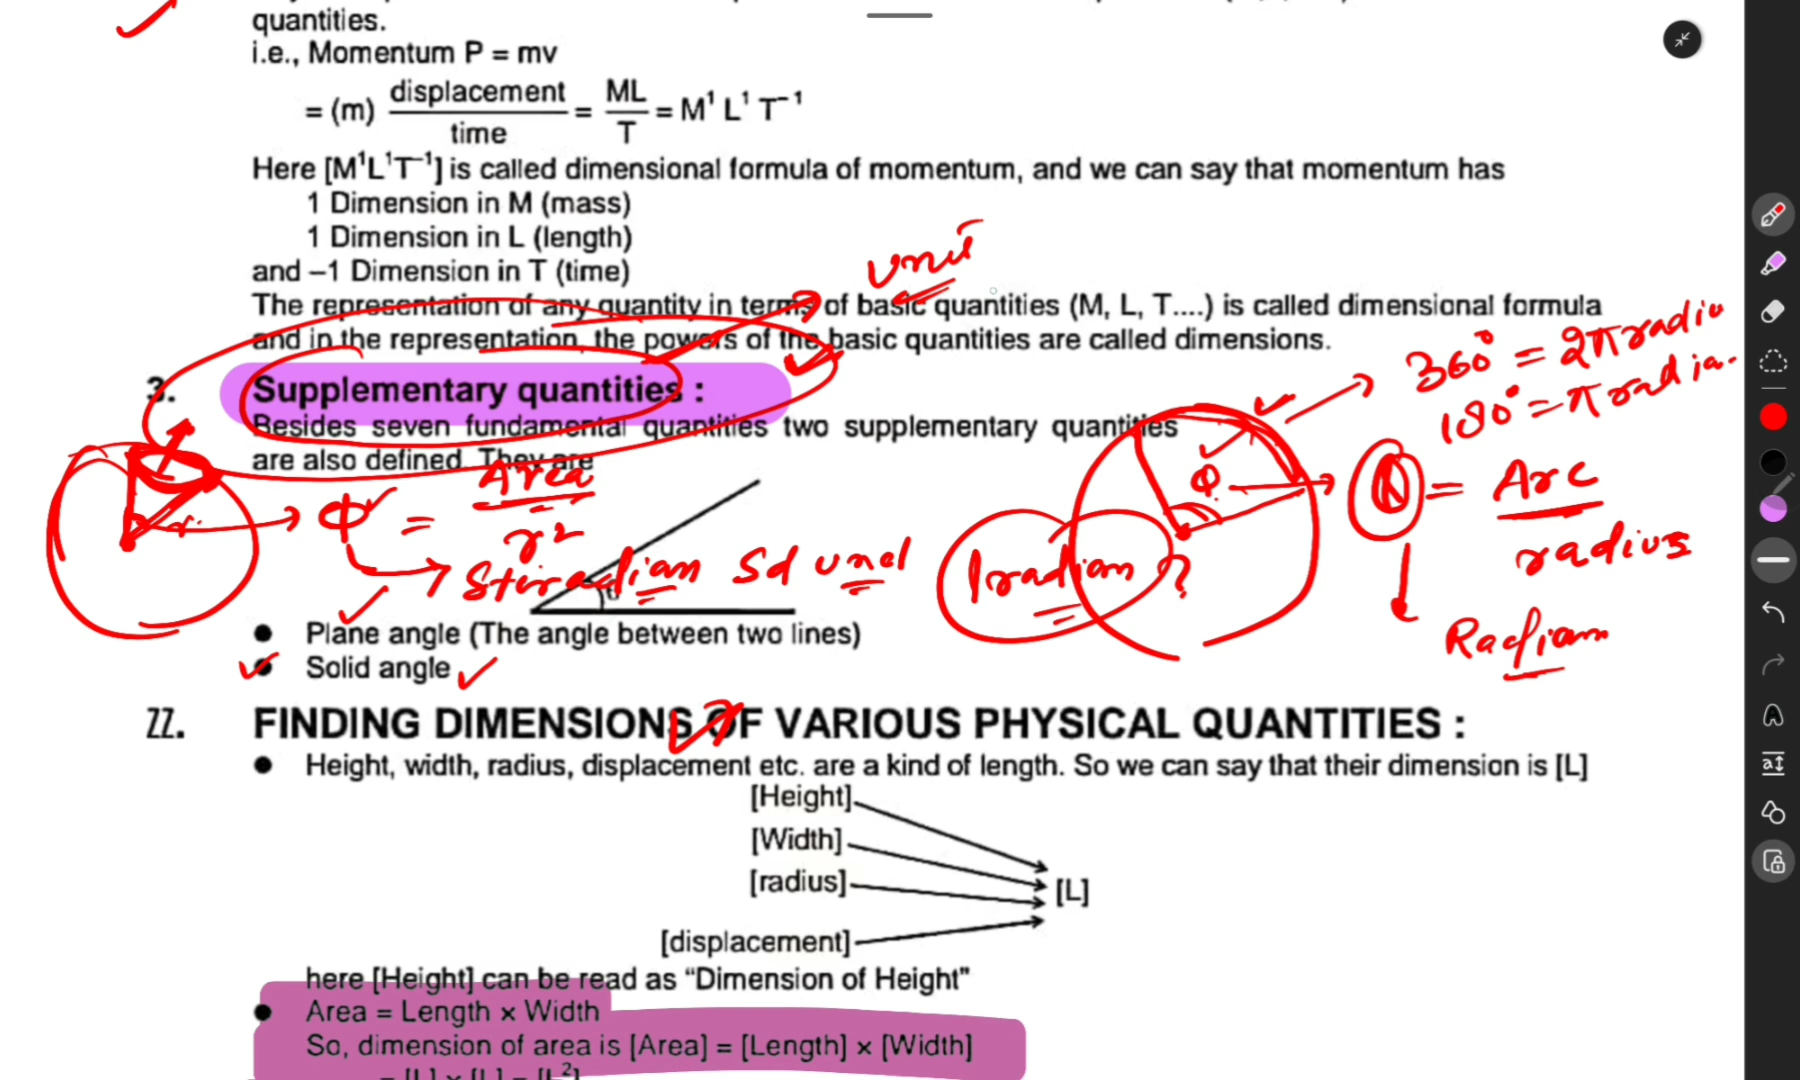 quantities.
i.e., Momentum P = mv
= (m) displacement/time = ML/T = M¹ L¹ T⁻¹
Here [M¹L¹T⁻¹] is called dimensional formula of momentum, and we can say that momentum has
1 Dimension in M (mass)
1 Dimension in L (length)
and –1 Dimension in T (time)
unit
The representation of any quantity in terms of basic quantities (M, L, T....) is called dimensional formula
and in the representation, the powers of the basic quantities are called dimensions.
360° = 2π radia
180° = π radian
3. Supplementary quantities :
Besides seven fundamental quantities two supplementary quantities
are also defined. They are
Φ = Area/r²
Steradian SI unit
r
θ
Φ
= Arc/radius
1 radian ?
Radian
● Plane angle (The angle between two lines)
● Solid angle
ZZ. FINDING DIMENSIONS OF VARIOUS PHYSICAL QUANTITIES :
● Height, width, radius, displacement etc. are a kind of length. So we can say that their dimension is [L]
[Height]
[Width]
[radius]
[L]
[displacement]
here [Height] can be read as “Dimension of Height”
● Area = Length × Width
So, dimension of area is [Area] = [Length] × [Width]
= [L] × [L] = [L²]